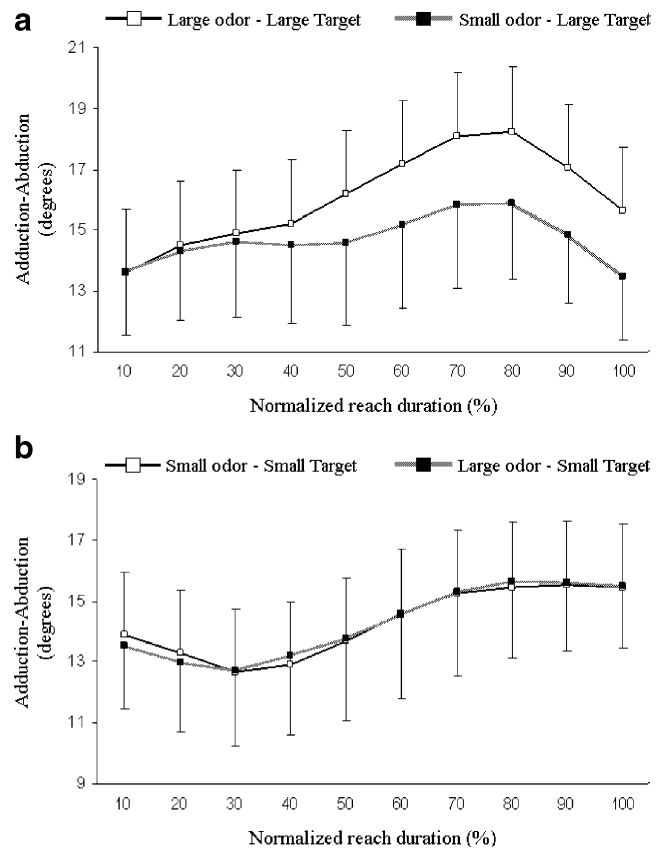 a
Large odor - Large Target Small odor - Large Target
21
19
17
15
13
11
Adduction-Abduction
(degrees)
10 20 30 40 50 60 70 80 90 100
Normalized reach duration (%)
b
Small odor - Small Target Large odor - Small Target
19
17
15
13
11
9
Adduction-Abduction
(degrees)
10 20 30 40 50 60 70 80 90 100
Normalized reach duration (%)